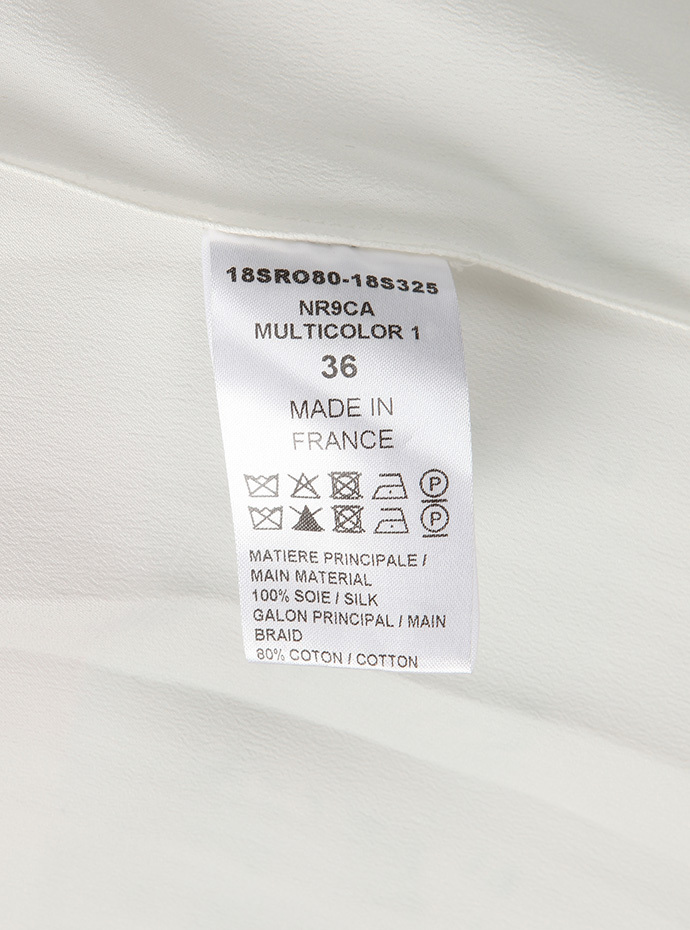 18SRO80-18S325
NR9CA
MULTICOLOR 1
36
MADE IN
FRANCE
P
P
MATIERE PRINCIPALE /
MAIN MATERIAL
100% SOIE / SILK
GALON PRINCIPAL / MAIN
BRAID
80% COTON / COTTON